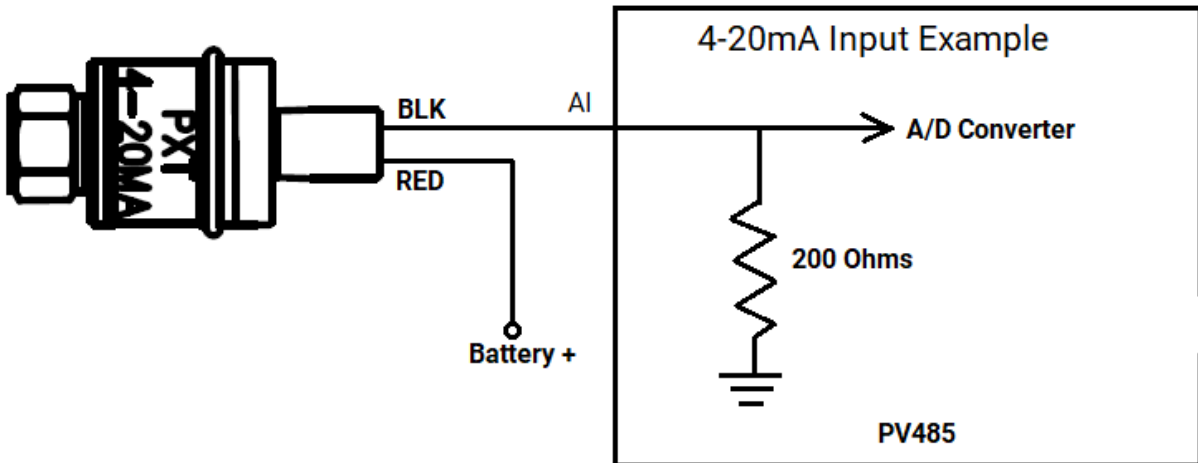 4-20mA Input Example
4-20MA
PXT
BLK
AI
A/D Converter
RED
200 Ohms
Battery +
PV485